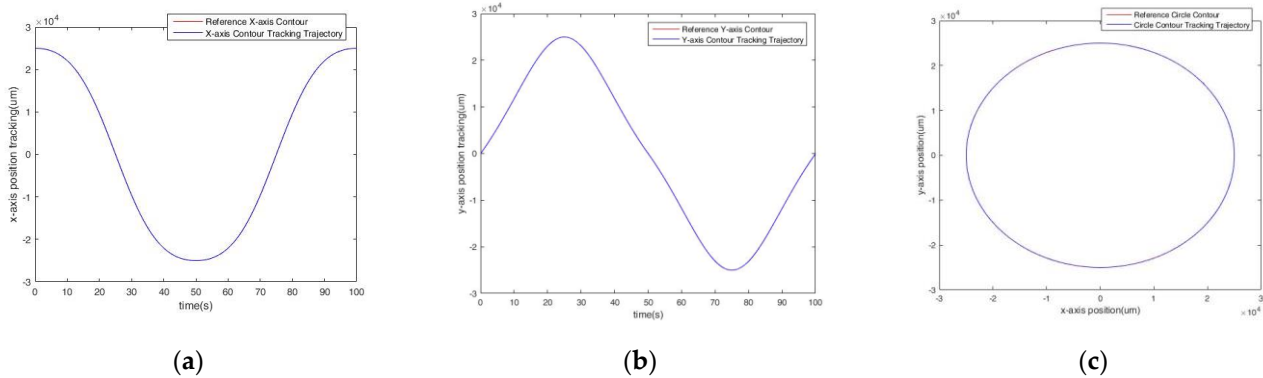 ×10⁴
Reference X-axis Contour
X-axis Contour Tracking Trajectory
x-axis position tracking(um)
3
2
1
0
-1
-2
-3
0 10 20 30 40 50 60 70 80 90 100
time(s)
(a)
×10⁴
Reference Y-axis Contour
Y-axis Contour Tracking Trajectory
y-axis position tracking(um)
3
2
1
0
-1
-2
-3
0 10 20 30 40 50 60 70 80 90 100
time(s)
(b)
×10⁴
Reference Circle Contour
Circle Contour Tracking Trajectory
y-axis position(um)
3
2
1
0
-1
-2
-3
-3 -2 -1 0 1 2 3
x-axis position(um)
×10⁴
(c)